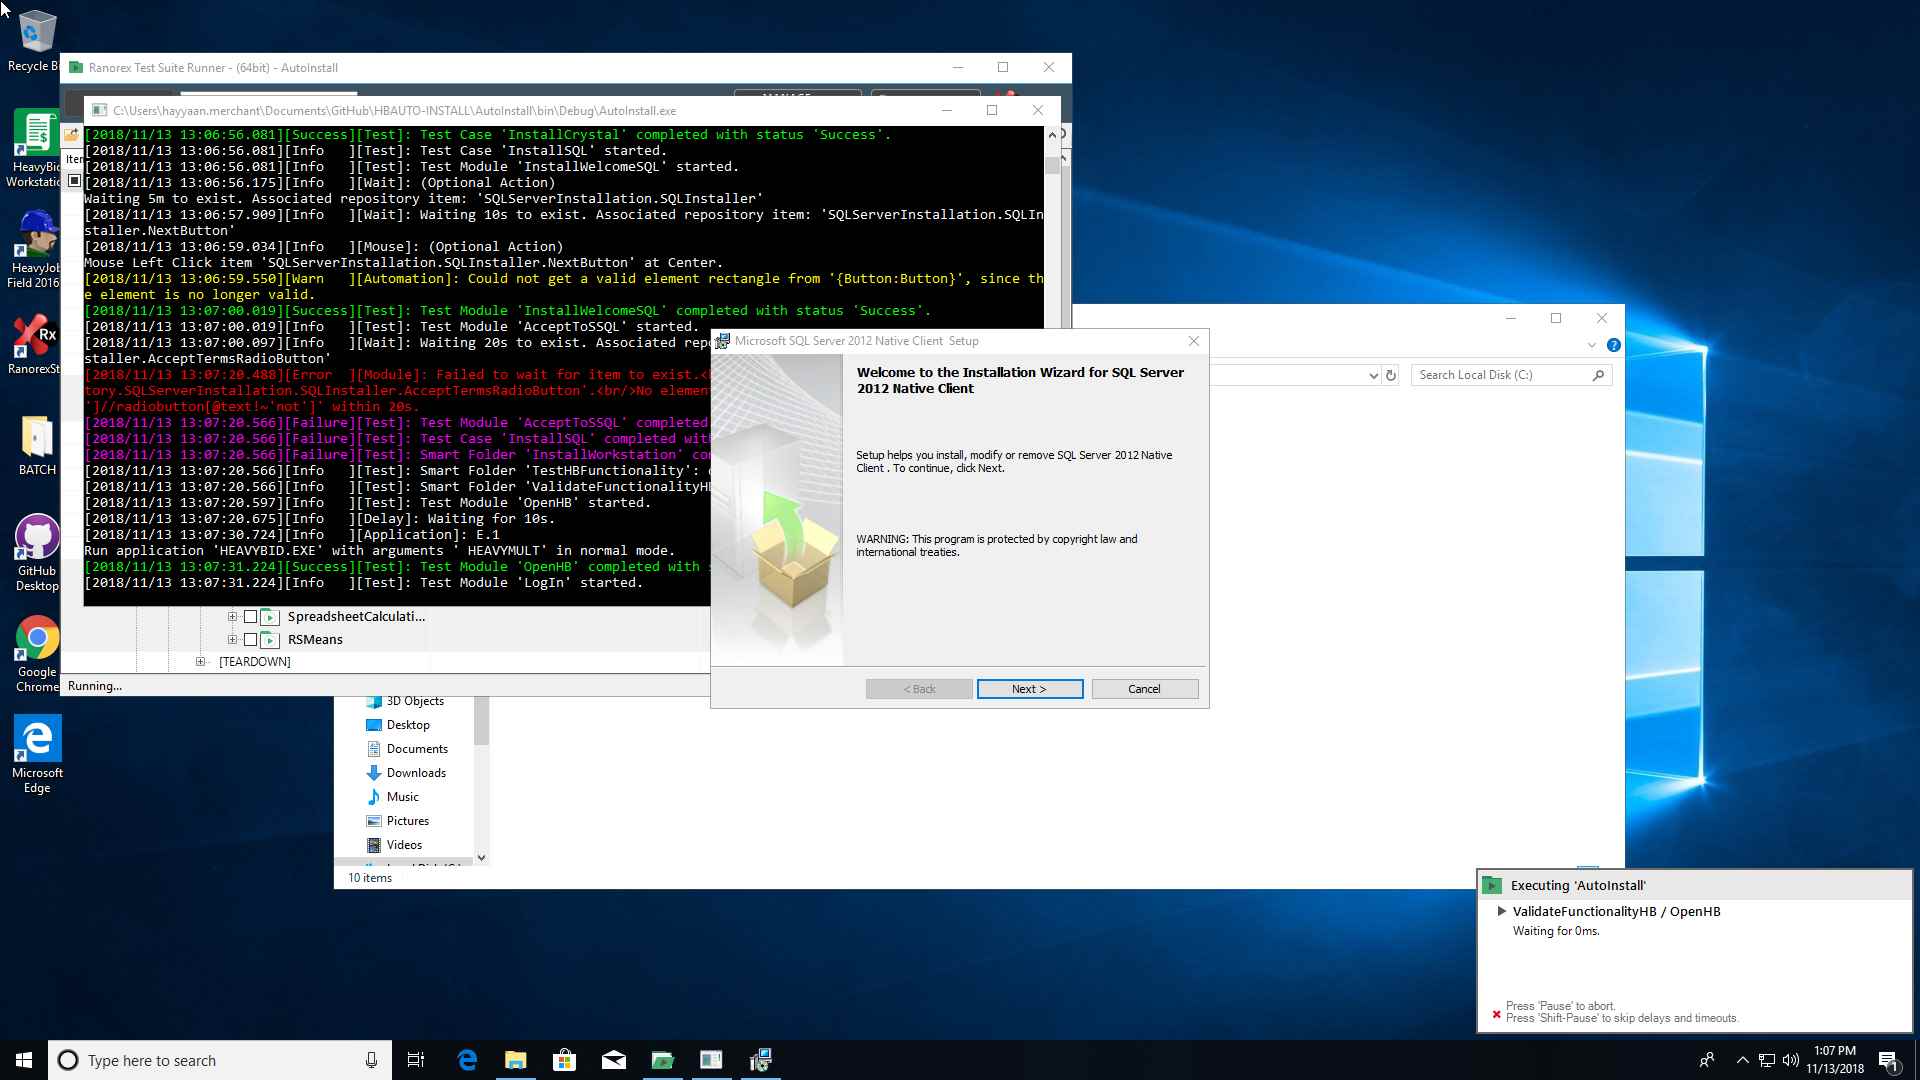 Recycle Bi
HeavyBid
Workstatio
HeavyJob
Field 2016
RanorexSt
BATCH
GitHub
Desktop
Google
Chrome
Microsoft
Edge
Ranorex Test Suite Runner - (64bit) - AutoInstall
C:\Users\hayyaan.merchant\Documents\GitHub\HBAUTO-INSTALL\AutoInstall\bin\Debug\AutoInstall.exe
[2018/11/13 13:06:56.081][Success][Test]: Test Case 'InstallCrystal' completed with status 'Success'.
[2018/11/13 13:06:56.081][Info   ][Test]: Test Case 'InstallSQL' started.
[2018/11/13 13:06:56.081][Info   ][Test]: Test Module 'InstallWelcomeSQL' started.
[2018/11/13 13:06:56.175][Info   ][Wait]: (Optional Action)
Waiting 5m to exist. Associated repository item: 'SQLServerInstallation.SQLInstaller'
[2018/11/13 13:06:57.909][Info   ][Wait]: Waiting 10s to exist. Associated repository item: 'SQLServerInstallation.SQLIn
staller.NextButton'
[2018/11/13 13:06:59.034][Info   ][Mouse]: (Optional Action)
Mouse Left Click item 'SQLServerInstallation.SQLInstaller.NextButton' at Center.
[2018/11/13 13:06:59.550][Warn   ][Automation]: Could not get a valid element rectangle from '{Button:Button}', since th
e element is no longer valid.
[2018/11/13 13:07:00.019][Success][Test]: Test Module 'InstallWelcomeSQL' completed with status 'Success'.
[2018/11/13 13:07:00.019][Info   ][Test]: Test Module 'AcceptToSSQL' started.
[2018/11/13 13:07:00.097][Info   ][Wait]: Waiting 20s to exist. Associated repo
staller.AcceptTermsRadioButton'
[2018/11/13 13:07:20.488][Error  ][Module]: Failed to wait for item to exist.<
tory.SQLServerInstallation.SQLInstaller.AcceptTermsRadioButton'.<br/>No elemen
']//radiobutton[@text!~'not']' within 20s.
[2018/11/13 13:07:20.566][Failure][Test]: Test Module 'AcceptToSSQL' completed
[2018/11/13 13:07:20.566][Failure][Test]: Test Case 'InstallSQL' completed wit
[2018/11/13 13:07:20.566][Failure][Test]: Smart Folder 'InstallWorkstation' co
[2018/11/13 13:07:20.566][Info   ][Test]: Smart Folder 'TestHBFunctionality':
[2018/11/13 13:07:20.566][Info   ][Test]: Smart Folder 'ValidateFunctionalityH
[2018/11/13 13:07:20.597][Info   ][Test]: Test Module 'OpenHB' started.
[2018/11/13 13:07:20.675][Info   ][Delay]: Waiting for 10s.
[2018/11/13 13:07:30.724][Info   ][Application]: E.1
Run application 'HEAVYBID.EXE' with arguments ' HEAVYMULT' in normal mode.
[2018/11/13 13:07:31.224][Success][Test]: Test Module 'OpenHB' completed with
[2018/11/13 13:07:31.224][Info   ][Test]: Test Module 'LogIn' started.
SpreadsheetCalculati...
RSMeans
[TEARDOWN]
Running...
Microsoft SQL Server 2012 Native Client Setup
Welcome to the Installation Wizard for SQL Server
2012 Native Client
Setup helps you install, modify or remove SQL Server 2012 Native
Client . To continue, click Next.
WARNING: This program is protected by copyright law and
international treaties.
< Back
Next >
Cancel
Search Local Disk (C:)
3D Objects
Desktop
Documents
Downloads
Music
Pictures
Videos
10 items
Executing 'AutoInstall'
ValidateFunctionalityHB / OpenHB
Waiting for 0ms.
Press 'Pause' to abort.
Press 'Shift-Pause' to skip delays and timeouts.
Type here to search
1:07 PM
11/13/2018
1